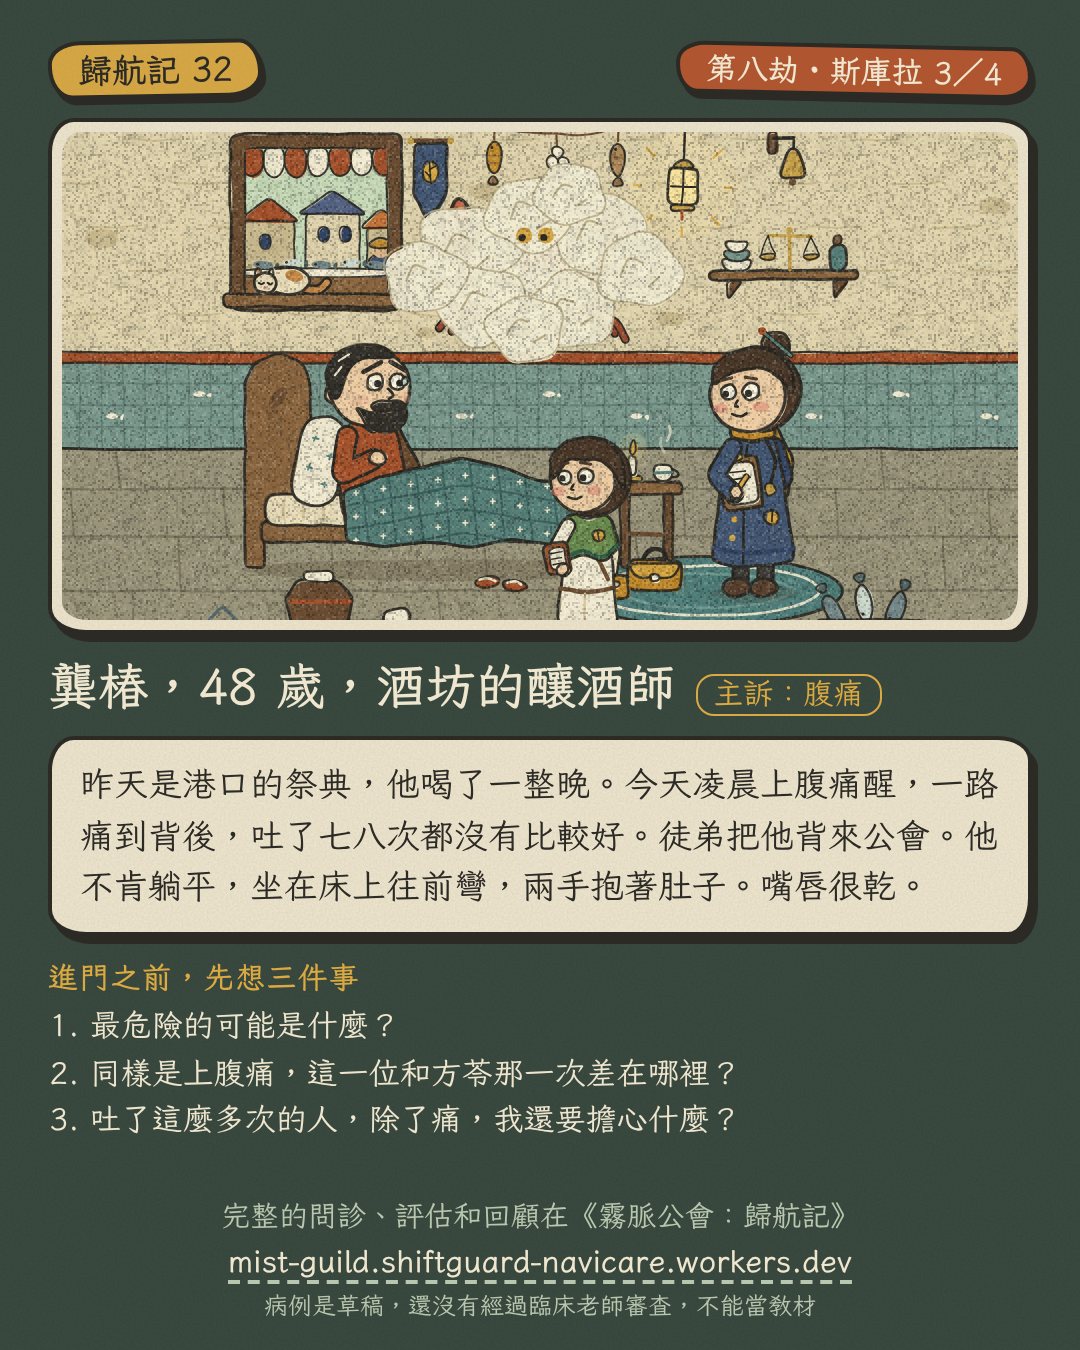 歸航記 32
第八劫・斯庫拉 3／4
龔椿，48 歲，酒坊的釀酒師
主訴：腹痛
昨天是港口的祭典，他喝了一整晚。今天凌晨上腹痛醒，一路
痛到背後，吐了七八次都沒有比較好。徒弟把他背來公會。他
不肯躺平，坐在床上往前彎，兩手抱著肚子。嘴唇很乾。
進門之前，先想三件事
1. 最危險的可能是什麼？
2. 同樣是上腹痛，這一位和方苓那一次差在哪裡？
3. 吐了這麼多次的人，除了痛，我還要擔心什麼？
完整的問診、評估和回顧在《霧脈公會：歸航記》
mist-guild.shiftguard-navicare.workers.dev
病例是草稿，還沒有經過臨床老師審查，不能當教材